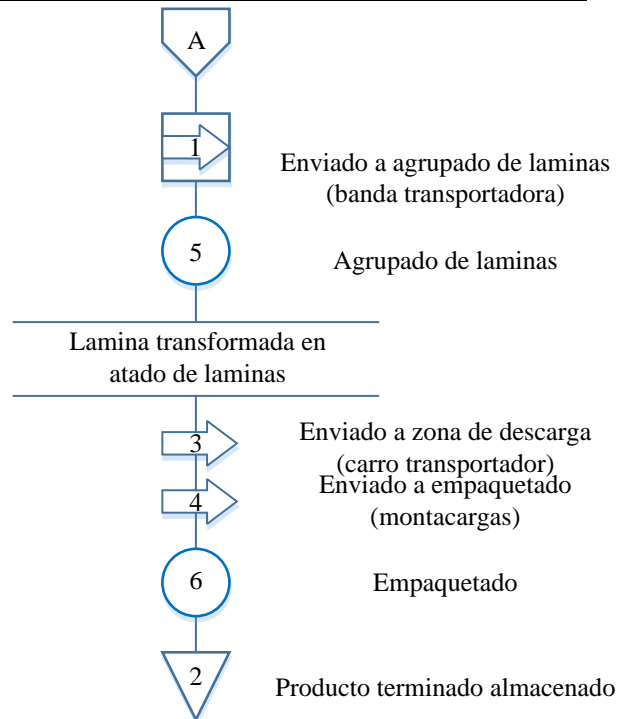 A
1
Enviado a agrupado de laminas
(banda transportadora)
5
Agrupado de laminas
Lamina transformada en
atado de laminas
3
Enviado a zona de descarga
(carro transportador)
4
Enviado a empaquetado
(montacargas)
6
Empaquetado
2
Producto terminado almacenado